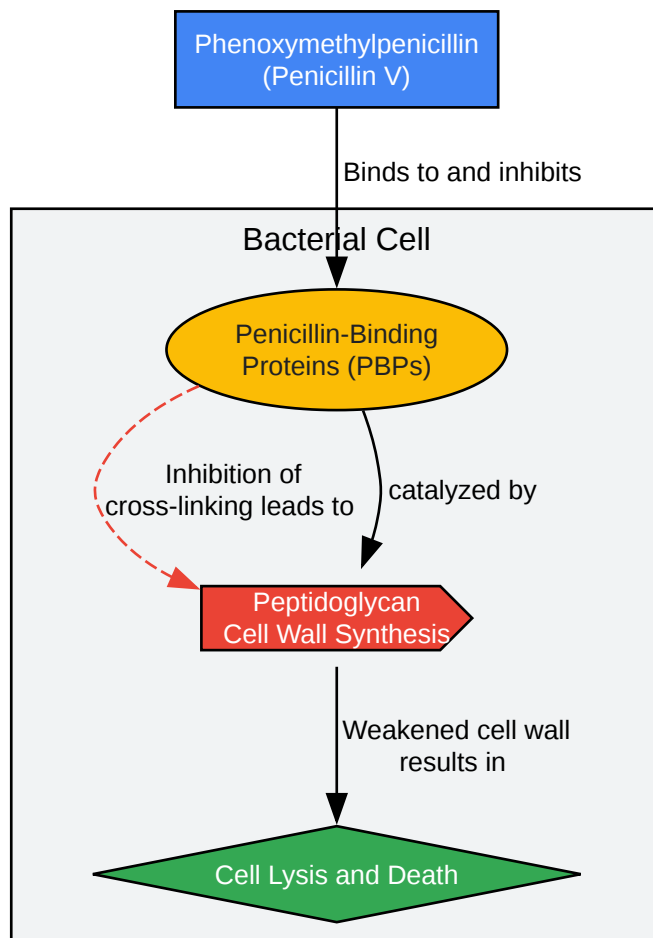 Phenoxymethylpenicillin
(Penicillin V)
Binds to and inhibits
Bacterial Cell
Penicillin-Binding
Proteins (PBPs)
Inhibition of
cross-linking leads to
catalyzed by
Peptidoglycan
Cell Wall Synthesis
Weakened cell wall
results in
Cell Lysis and Death